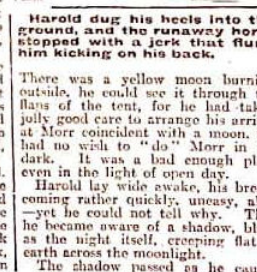 Harold dug his heels into t
ground, and the runaway hor
stopped with a jerk that flun
him kicking on his back.
There was a yellow moon burni
outside, he could see it through t
flaps of the tent, for he had tak
jolly good care to arrange his arri
at Morr coincident with a moon.
had no wish to "do" Morr in
dark. It was a bad enough pl
even in the light of open day.
Harold lay wide awake, his bre
coming rather quickly, uneasy, al
—yet he could not tell why. Th
he became aware of a shadow, bl
as the night itself, creeping flat
earth across the moonlight.
The shadow passed as he cau